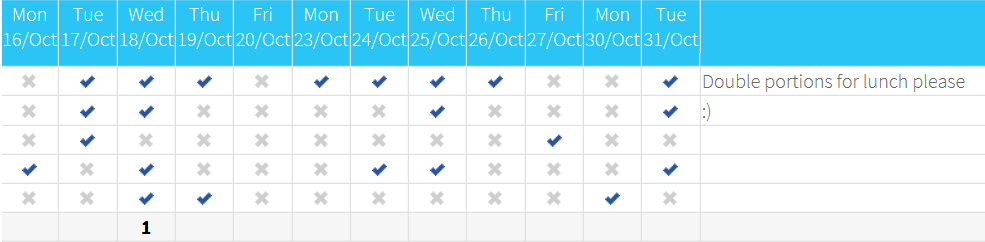 Mon Tue Wed Thu Fri Mon Tue Wed Thu Fri Mon Tue
16/Oct 17/Oct 18/Oct 19/Oct 20/Oct 23/Oct 24/Oct 25/Oct 26/Oct 27/Oct 30/Oct 31/Oct
Double portions for lunch please
:)
1